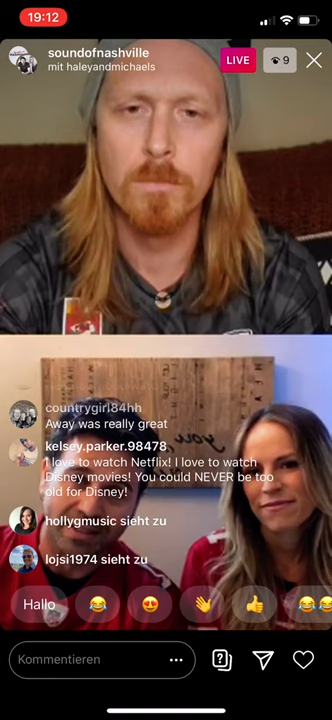 19:12
soundofnashville
mit haleyandmichaels
LIVE
9
countrygirl84hh
Away was really great
kelsey.parker.98478
I love to watch Netflix! I love to watch
Disney movies! You could NEVER be too
old for Disney!
hollygmusic sieht zu
lojsi1974 sieht zu
Hallo
Kommentieren